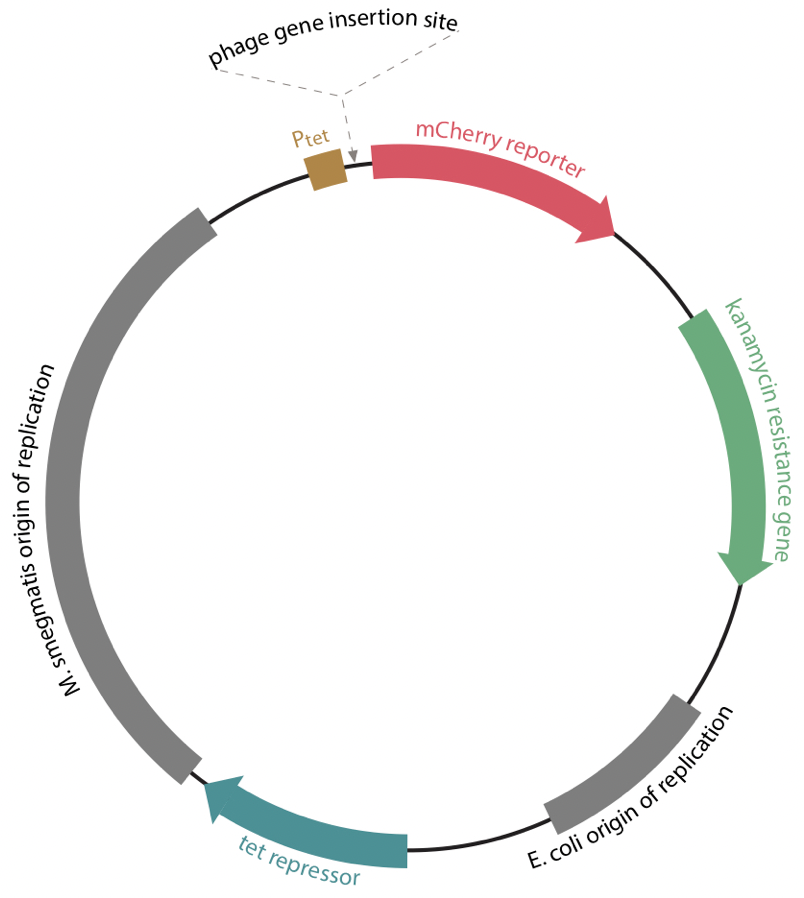 phage gene insertion site
Ptet
mCherry reporter
kanamycin resistance gene
E. coli origin of replication
tet repressor
M. smegmatis origin of replication